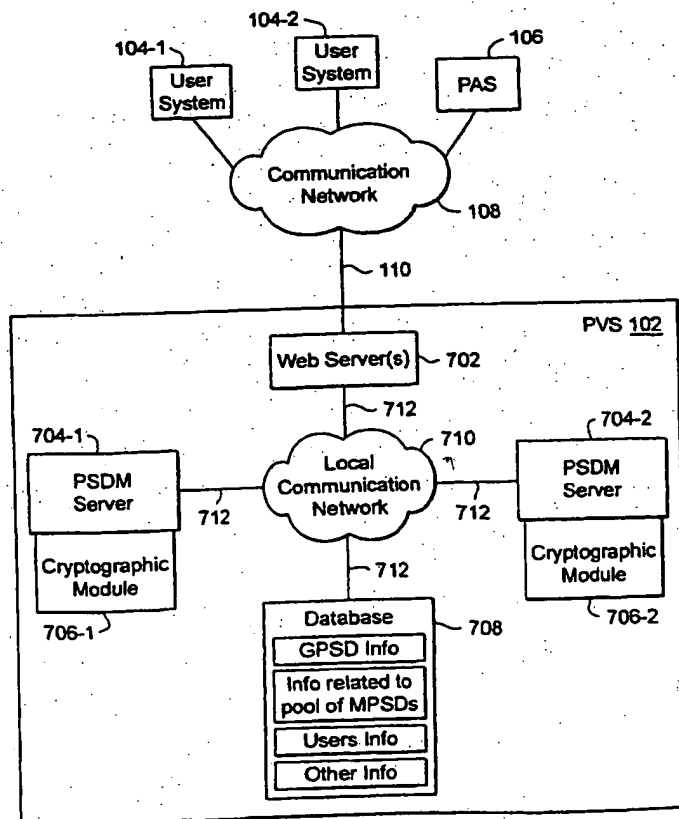 104-1
104-2
106
User
System
User
System
PAS
Communication
Network
108
110
PVS 102
Web Server(s)
702
712
704-1
710
704-2
PSDM
Server
Local
Communication
Network
PSDM
Server
712
712
Cryptographic
Module
712
Cryptographic
Module
706-1
Database
708
706-2
GPSD Info
Info related to
pool of MPSDs
Users Info
Other Info